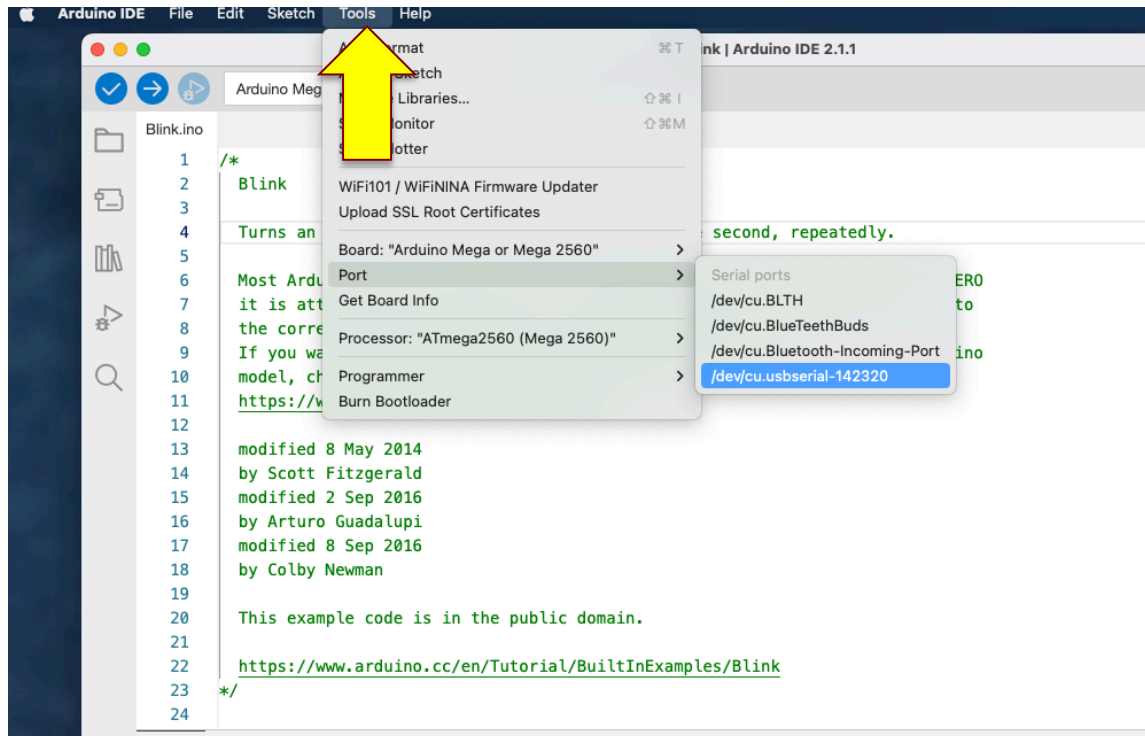 Arduino IDE File Edit Sketch Tools Help
ink | Arduino IDE 2.1.1
Arduino Meg
Blink.ino
rmat ⌘ T
ketch
Libraries... ⇧ ⌘ I
onitor ⇧ ⌘ M
otter
WiFi101 / WiFiNINA Firmware Updater
Upload SSL Root Certificates
Board: "Arduino Mega or Mega 2560" >
Port >
Get Board Info
Processor: "ATmega2560 (Mega 2560)" >
Programmer >
Burn Bootloader
Serial ports
/dev/cu.BLTH
/dev/cu.BlueTeethBuds
/dev/cu.Bluetooth-Incoming-Port
/dev/cu.usbserial-142320
1 /*
2 Blink
3
4 Turns an second, repeatedly.
5
6 Most Ardu ERO
7 it is att to
8 the corre
9 If you wa ino
10 model, ch
11 https://w
12
13 modified 8 May 2014
14 by Scott Fitzgerald
15 modified 2 Sep 2016
16 by Arturo Guadalupi
17 modified 8 Sep 2016
18 by Colby Newman
19
20 This example code is in the public domain.
21
22 https://www.arduino.cc/en/Tutorial/BuiltInExamples/Blink
23 */
24